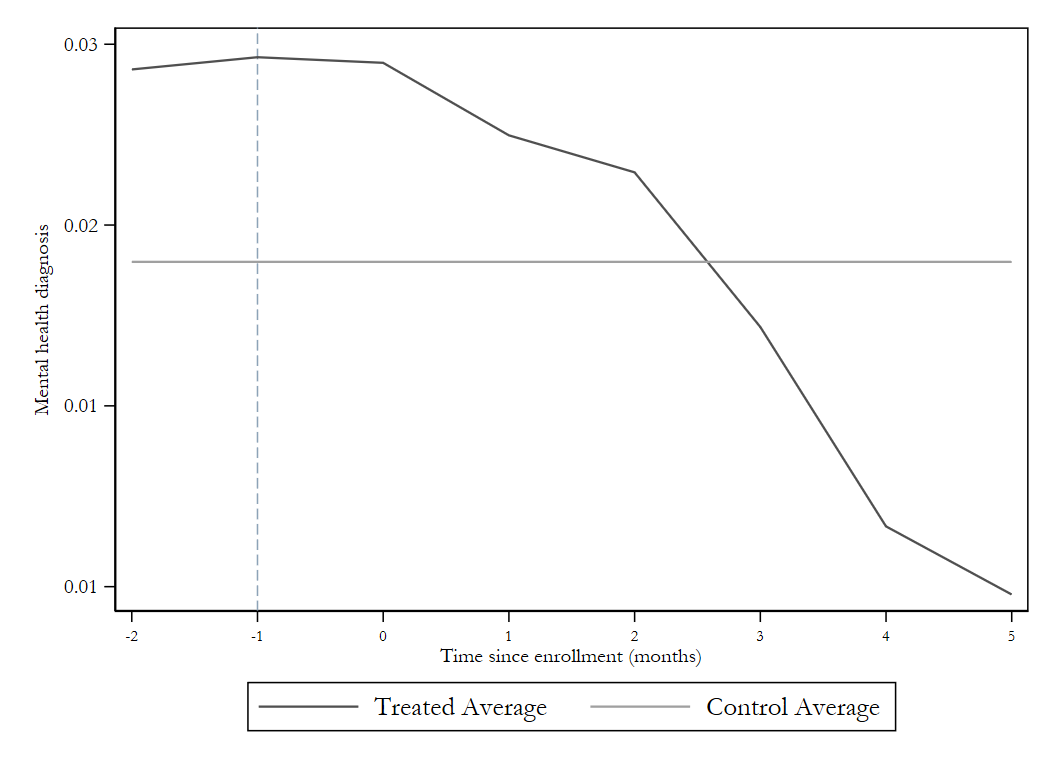 0.03
0.02
0.01
0.01
Mental health diagnosis
-2 -1 0 1 2 3 4 5
Time since enrollment (months)
Treated Average Control Average